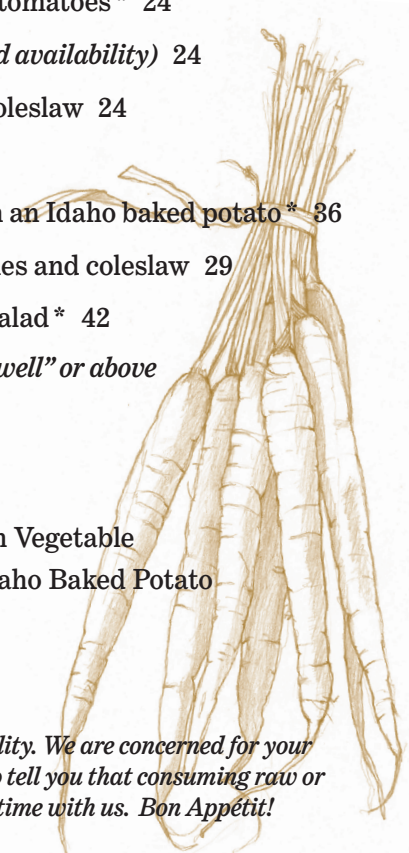 tomatoes* 24
d availability) 24
oleslaw 24
n an Idaho baked potato* 36
es and coleslaw 29
alad* 42
well” or above
n Vegetable
aho Baked Potato
lity. We are concerned for your
o tell you that consuming raw or
time with us. Bon Appétit!